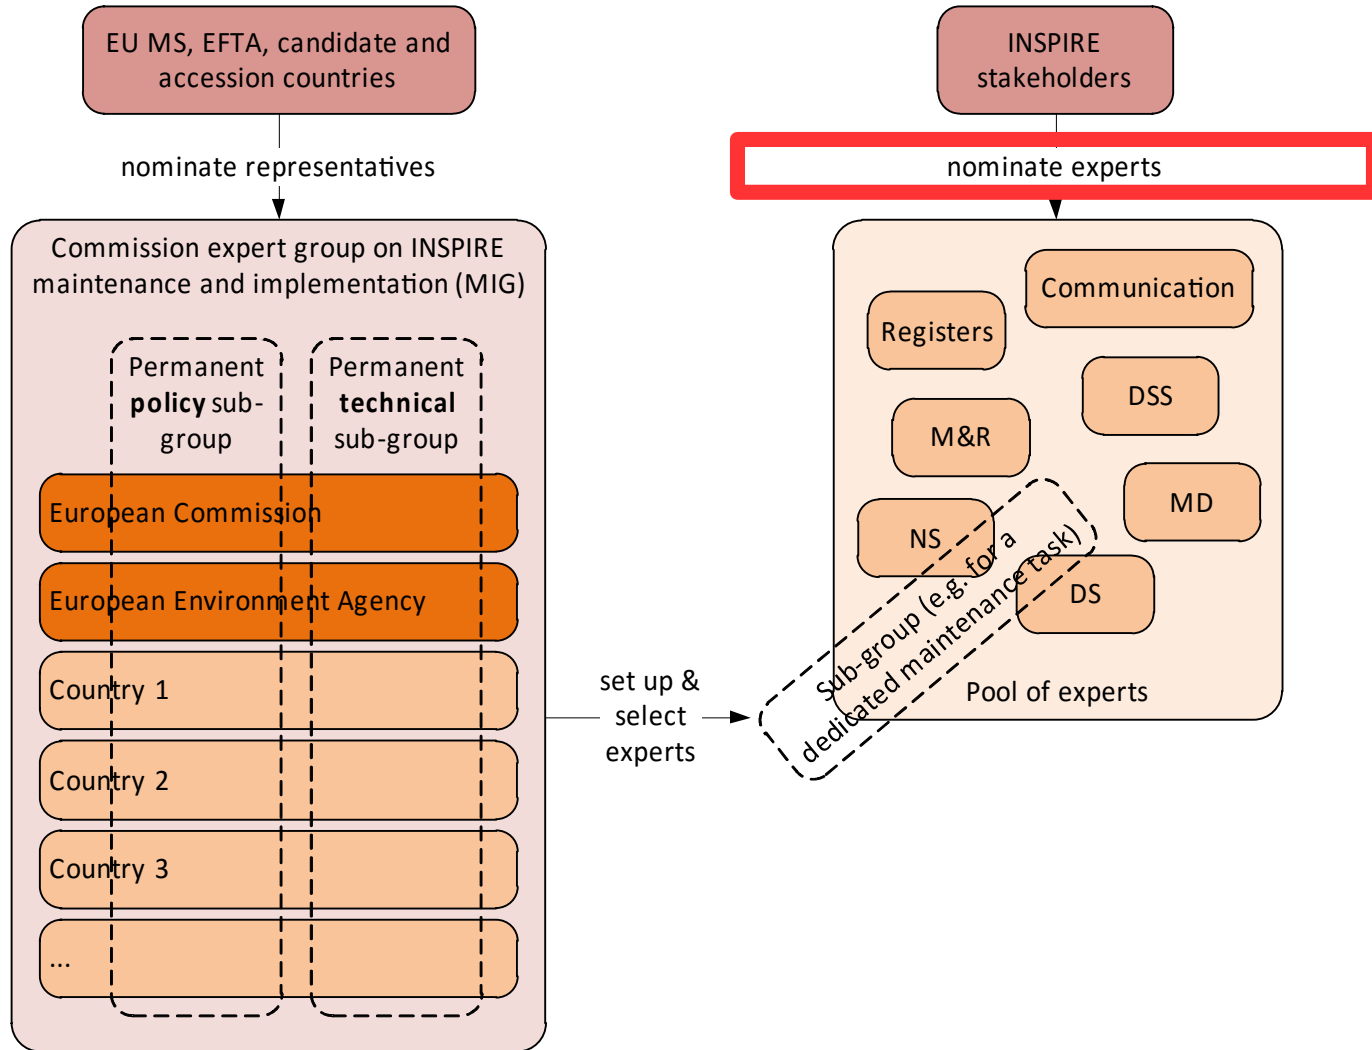 EU MS, EFTA, candidate and
accession countries
INSPIRE
stakeholders
nominate representatives
nominate experts
Commission expert group on INSPIRE
maintenance and implementation (MIG)
Permanent
policy sub-
group
Permanent
technical
sub-group
European Commission
European Environment Agency
Country 1
Country 2
Country 3
...
set up &
select
experts
Communication
Registers
DSS
M&R
MD
NS
DS
Sub-group (e.g. for a
dedicated maintenance task)
Pool of experts